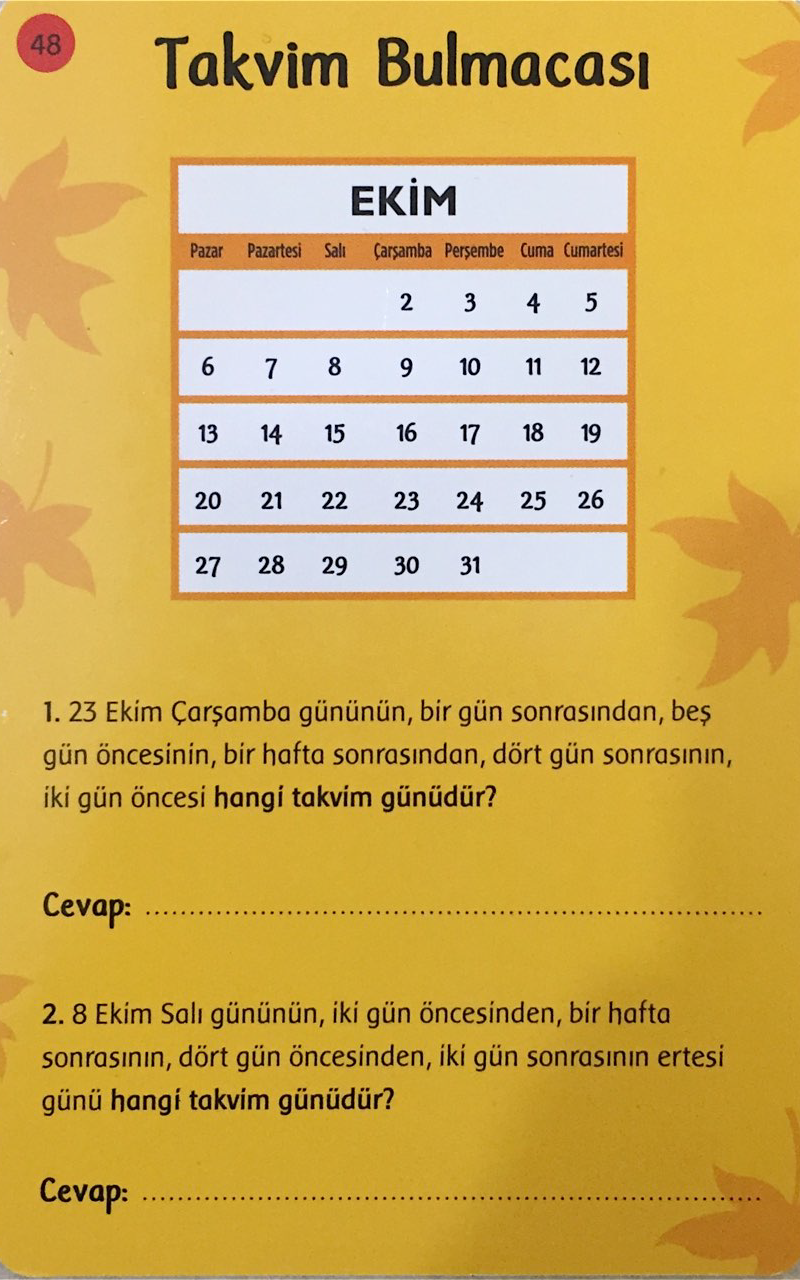 48
Takvim Bulmacası
EKİM
Pazar Pazartesi Salı Çarşamba Perşembe Cuma Cumartesi
2 3 4 5
6 7 8 9 10 11 12
13 14 15 16 17 18 19
20 21 22 23 24 25 26
27 28 29 30 31
1. 23 Ekim Çarşamba gününün, bir gün sonrasından, beş
gün öncesinin, bir hafta sonrasından, dört gün sonrasının,
iki gün öncesi hangi takvim günüdür?
Cevap: ................................................................
2. 8 Ekim Salı gününün, iki gün öncesinden, bir hafta
sonrasının, dört gün öncesinden, iki gün sonrasının ertesi
günü hangi takvim günüdür?
Cevap: ................................................................